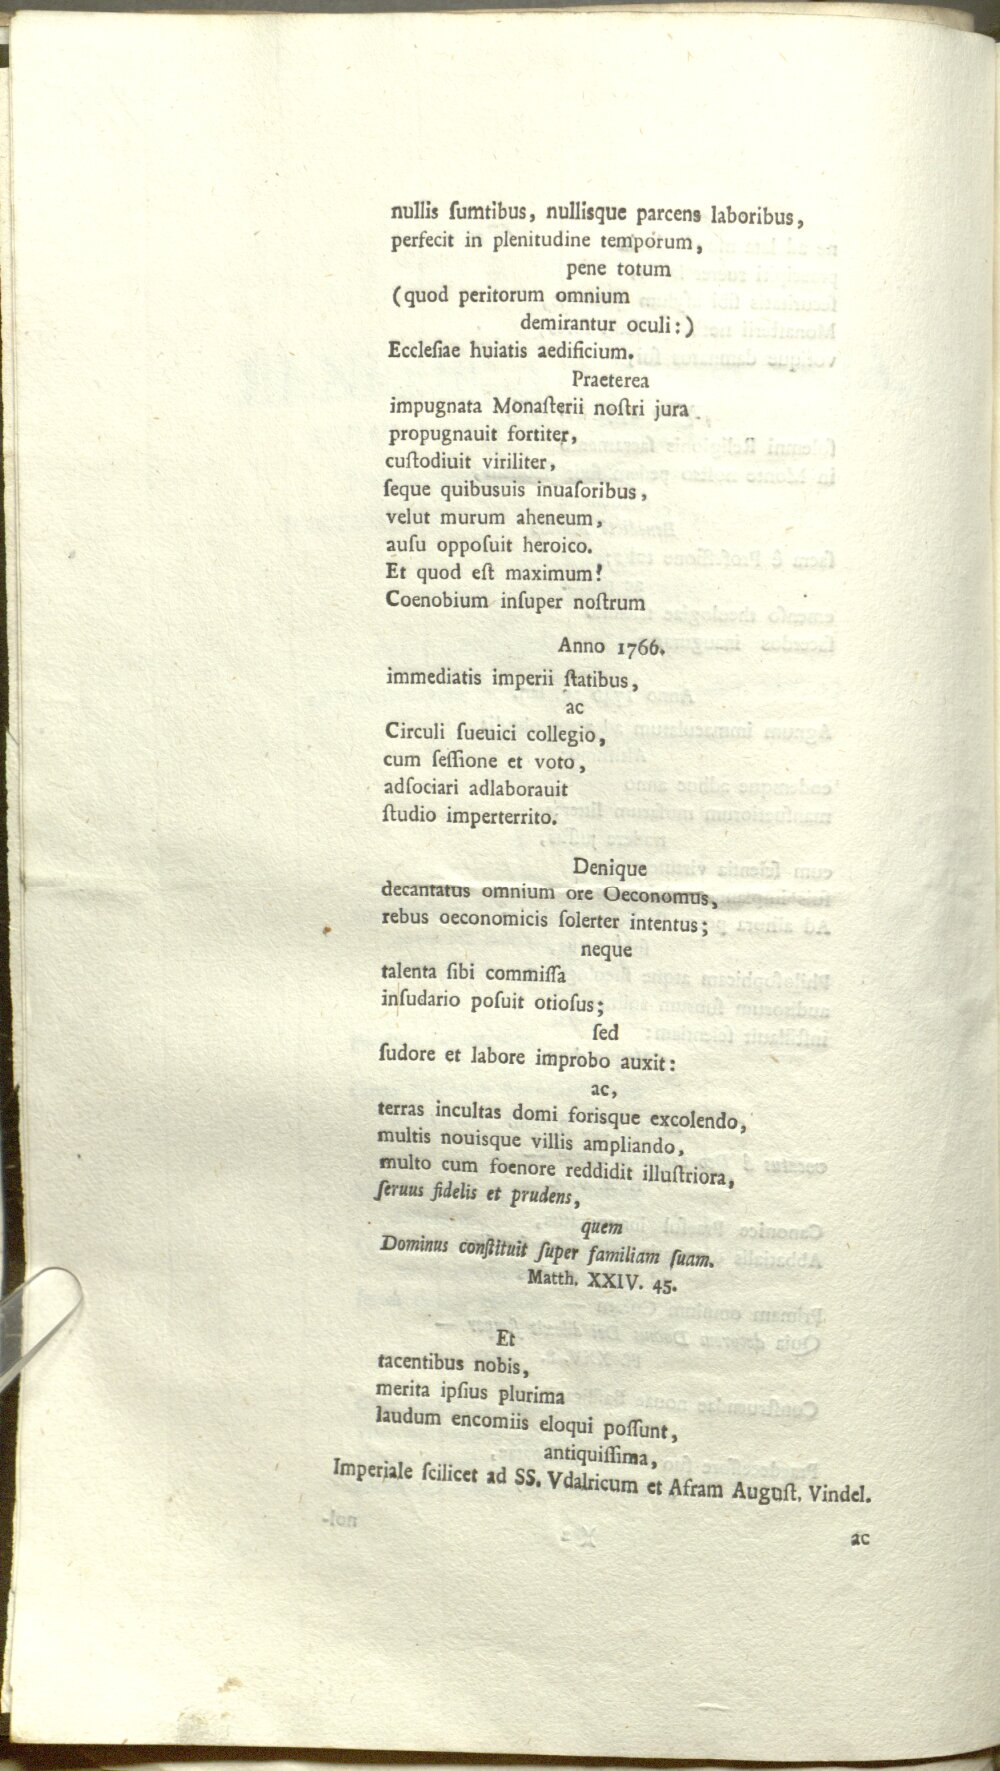 nullis ſumtibus, nullisque parcens laboribus,
perfecit in plenitudine temporum,
pene totum
(quod peritorum omnium
demirantur oculi:)
Eccleſiae huiatis aedificium.
Praeterea
impugnata Monaſterii noſtri jura
propugnauit fortiter,
cuſtodiuit viriliter,
ſeque quibusuis inuaſoribus,
velut murum aheneum,
auſu oppoſuit heroico.
Et quod eſt maximum!
Coenobium inſuper noſtrum
Anno 1766.
immediatis imperii ſtatibus,
ac
Circuli ſueuici collegio,
cum ſeſſione et voto,
adſociari adlaborauit
ſtudio imperterrito.
Denique
decantatus omnium ore Oeconomus,
rebus oeconomicis ſolerter intentus;
neque
talenta ſibi commiſſa
inſudario poſuit otioſus;
ſed
ſudore et labore improbo auxit:
ac,
terras incultas domi forisque excolendo,
multis nouisque villis ampliando,
multo cum foenore reddidit illuſtriora,
ſeruus fidelis et prudens,
quem
Dominus conſtituit ſuper familiam ſuam.
Matth. XXIV. 45.
Et
tacentibus nobis,
merita ipſius plurima
laudum encomiis eloqui poſſunt,
antiquiſſima,
Imperiale ſcilicet ad SS. Vdalricum et Afram Auguſt. Vindel.
ac